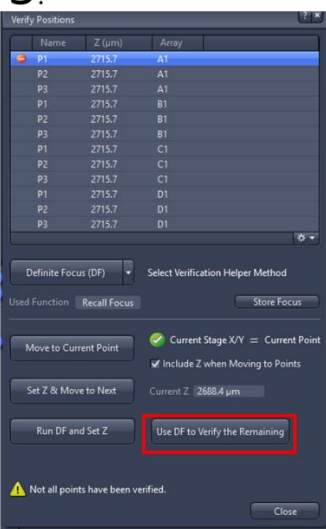 Verify Positions
Name Z (μm) Array
P1 2715.7 A1
P2 2715.7 A1
P3 2715.7 A1
P1 2715.7 B1
P2 2715.7 B1
P3 2715.7 B1
P1 2715.7 C1
P2 2715.7 C1
P3 2715.7 C1
P1 2715.7 D1
P2 2715.7 D1
P3 2715.7 D1
Definite Focus (DF) Select Verification Helper Method
Used Function Recall Focus Store Focus
Move to Current Point Current Stage X/Y = Current Point
Include Z when Moving to Points
Set Z & Move to Next Current Z 2688.4 μm
Run DF and Set Z Use DF to Verify the Remaining
Not all points have been verified.
Close